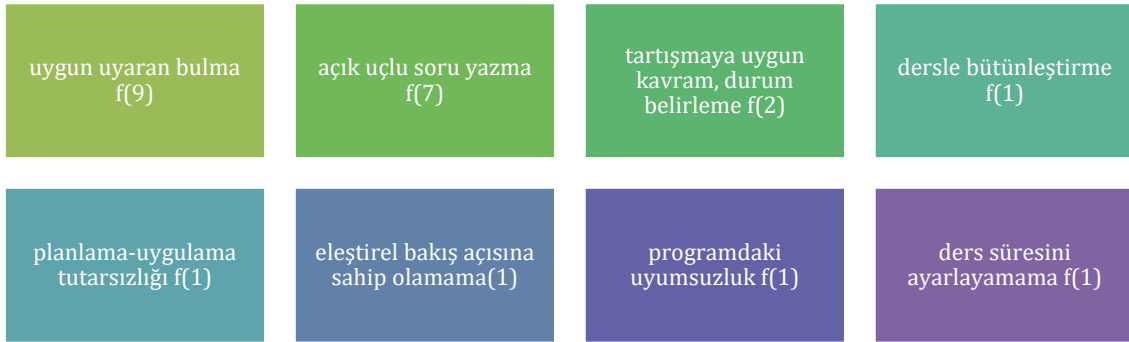 uygun uyaran bulma
f(9)
açık uçlu soru yazma
f(7)
tartışmaya uygun
kavram, durum
belirleme f(2)
dersle bütünleştirme
f(1)
planlama-uygulama
tutarsızlığı f(1)
eleştirel bakış açısına
sahip olamama(1)
programdaki
uyumsuzluk f(1)
ders süresini
ayarlayamama f(1)